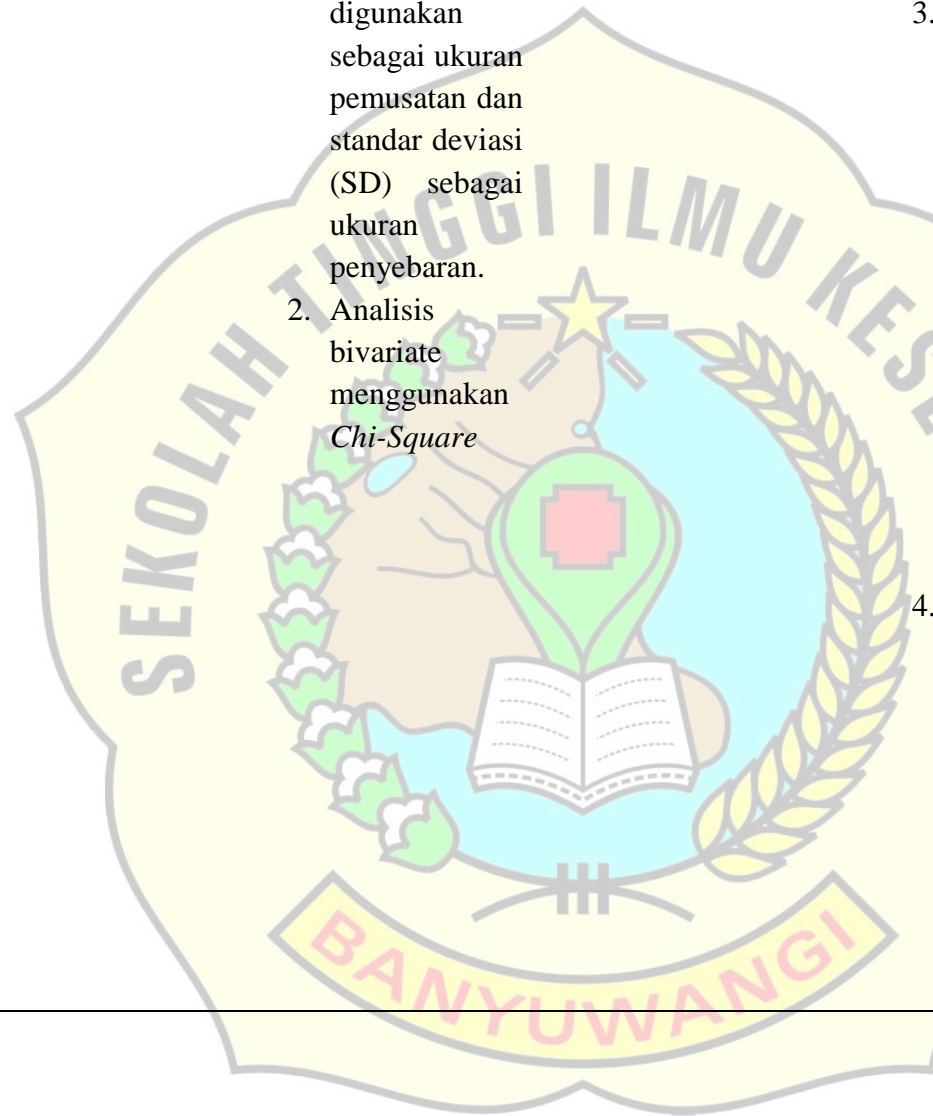 digunakan
sebagai ukuran
pemusatan dan
standar deviasi
(SD) sebagai
ukuran
penyebaran.
2. Analisis
bivariate
menggunakan
Chi-Square
3.
4.
SEKOLAH TINGGI ILMU KESE
BANYUWANGI